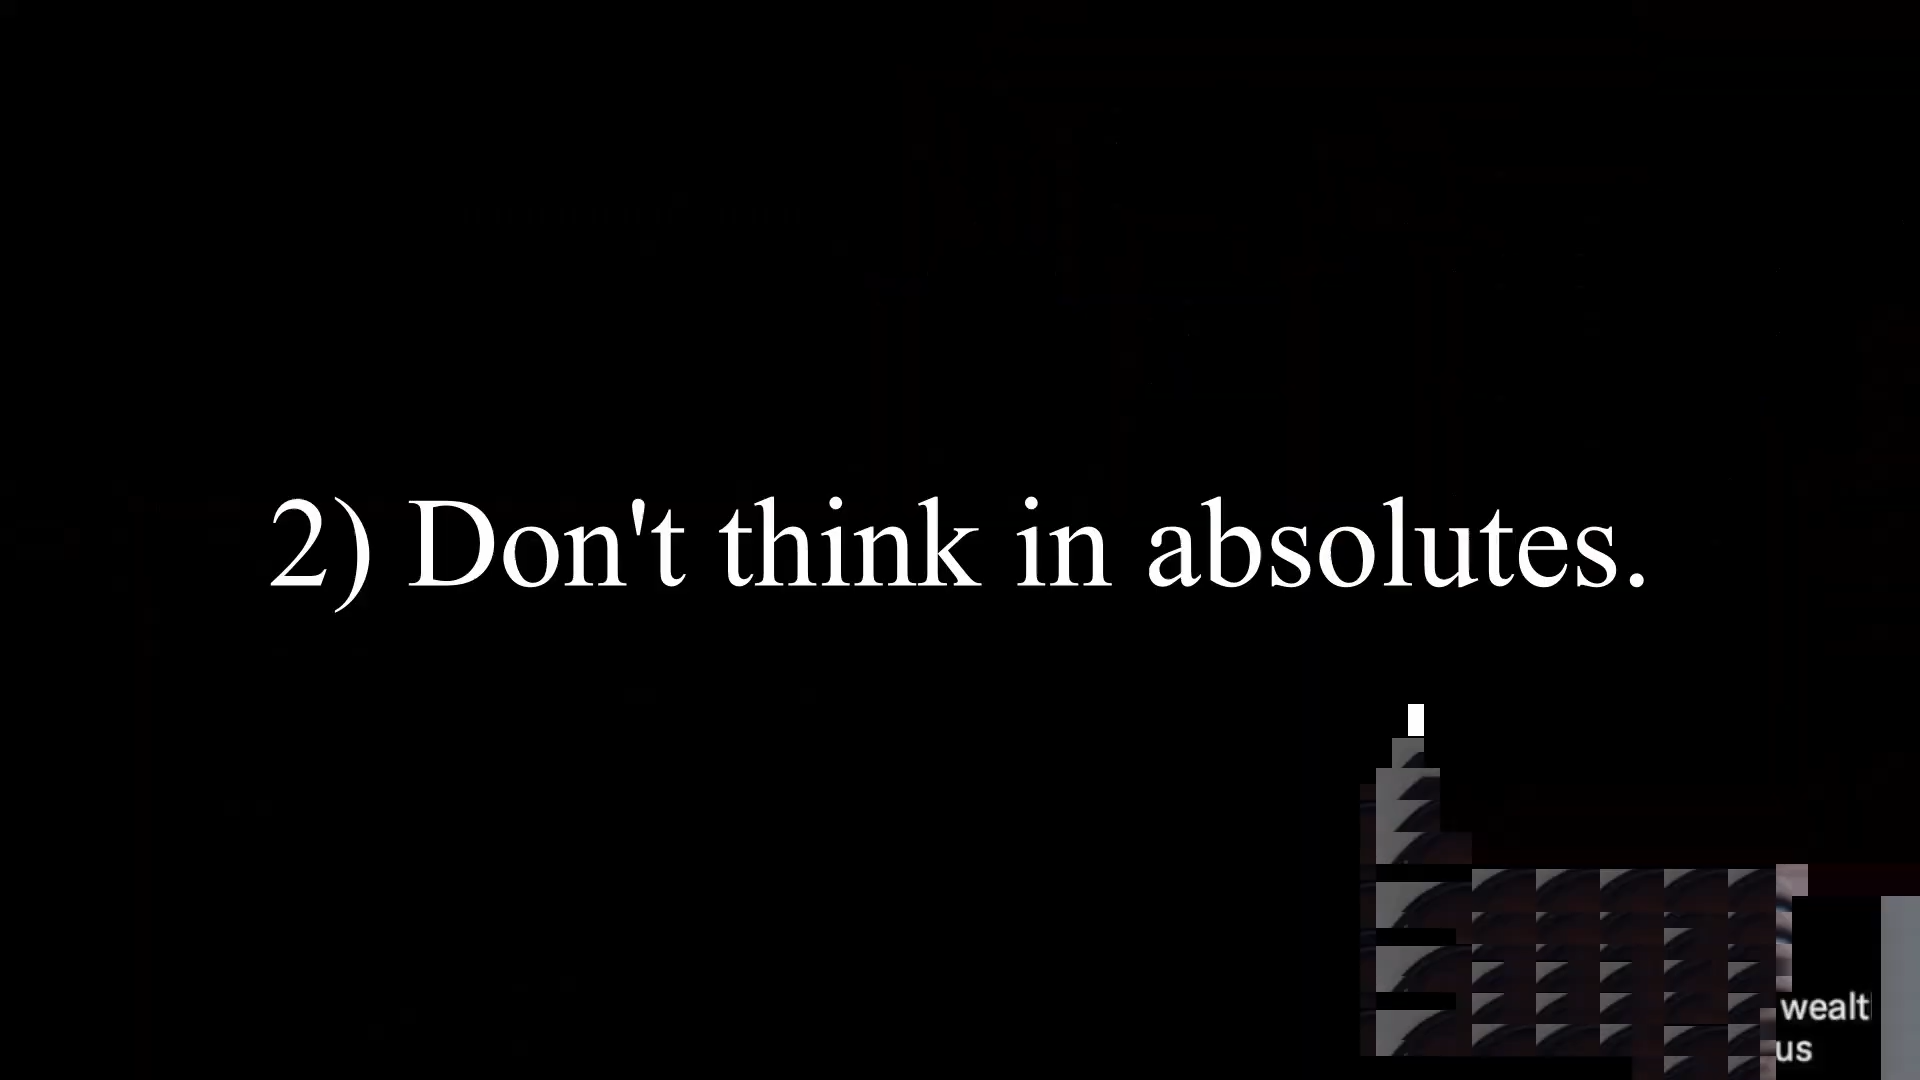 2) Don't think in absolutes.
wealt
us